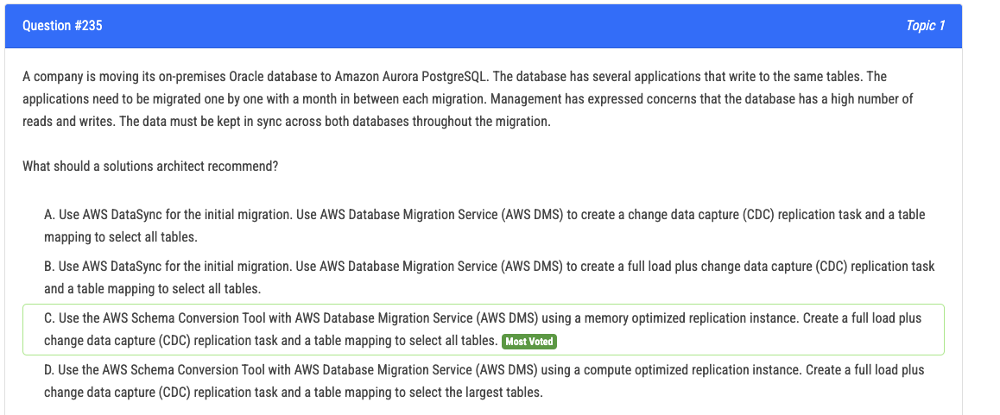 Question #235
Topic 1
A company is moving its on-premises Oracle database to Amazon Aurora PostgreSQL. The database has several applications that write to the same tables. The
applications need to be migrated one by one with a month in between each migration. Management has expressed concerns that the database has a high number of
reads and writes. The data must be kept in sync across both databases throughout the migration.
What should a solutions architect recommend?
A. Use AWS DataSync for the initial migration. Use AWS Database Migration Service (AWS DMS) to create a change data capture (CDC) replication task and a table
mapping to select all tables.
B. Use AWS DataSync for the initial migration. Use AWS Database Migration Service (AWS DMS) to create a full load plus change data capture (CDC) replication task
and a table mapping to select all tables.
C. Use the AWS Schema Conversion Tool with AWS Database Migration Service (AWS DMS) using a memory optimized replication instance. Create a full load plus
change data capture (CDC) replication task and a table mapping to select all tables. Most Voted
D. Use the AWS Schema Conversion Tool with AWS Database Migration Service (AWS DMS) using a compute optimized replication instance. Create a full load plus
change data capture (CDC) replication task and a table mapping to select the largest tables.